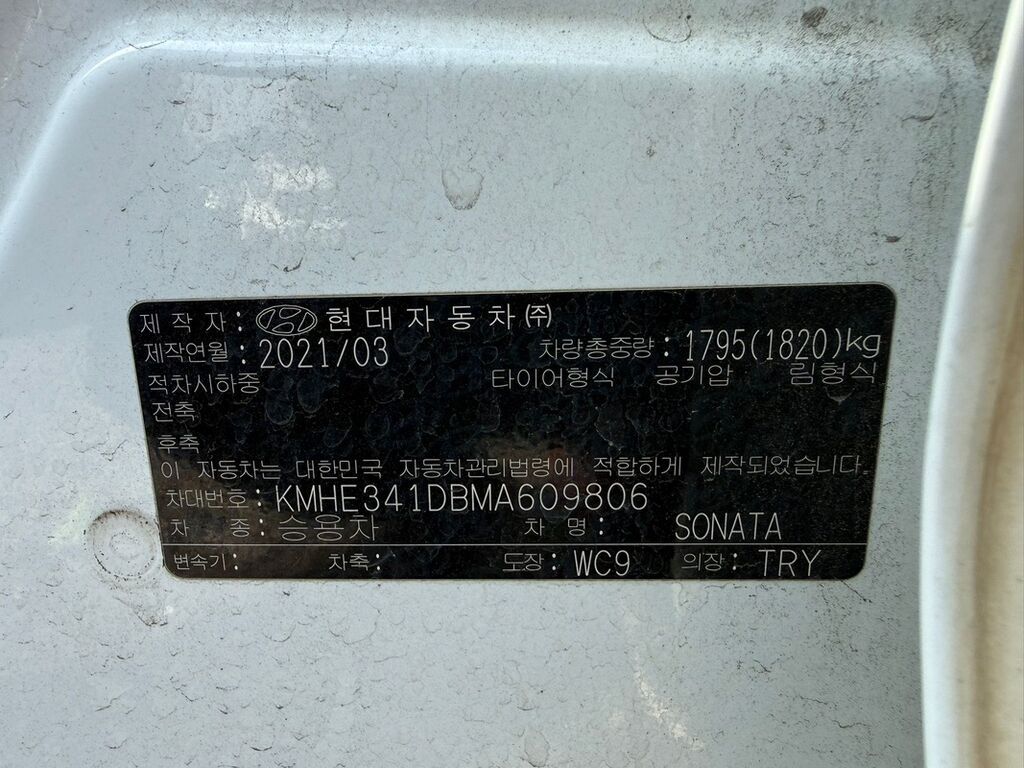 제 작 자 : 현대자동차㈜
제작연월 : 2021/03 차량총중량 : 1795(1820)kg
적차시하중 타이어형식 공기압 림형식
전축
후축
이 자동차는 대한민국 자동차관리법령에 적합하게 제작되었습니다.
차대번호 : KMHE341DBMA609806
차 종 : 승용차 차 명 : SONATA
변속기 : 차축 : 도장 : WC9 의장 : TRY